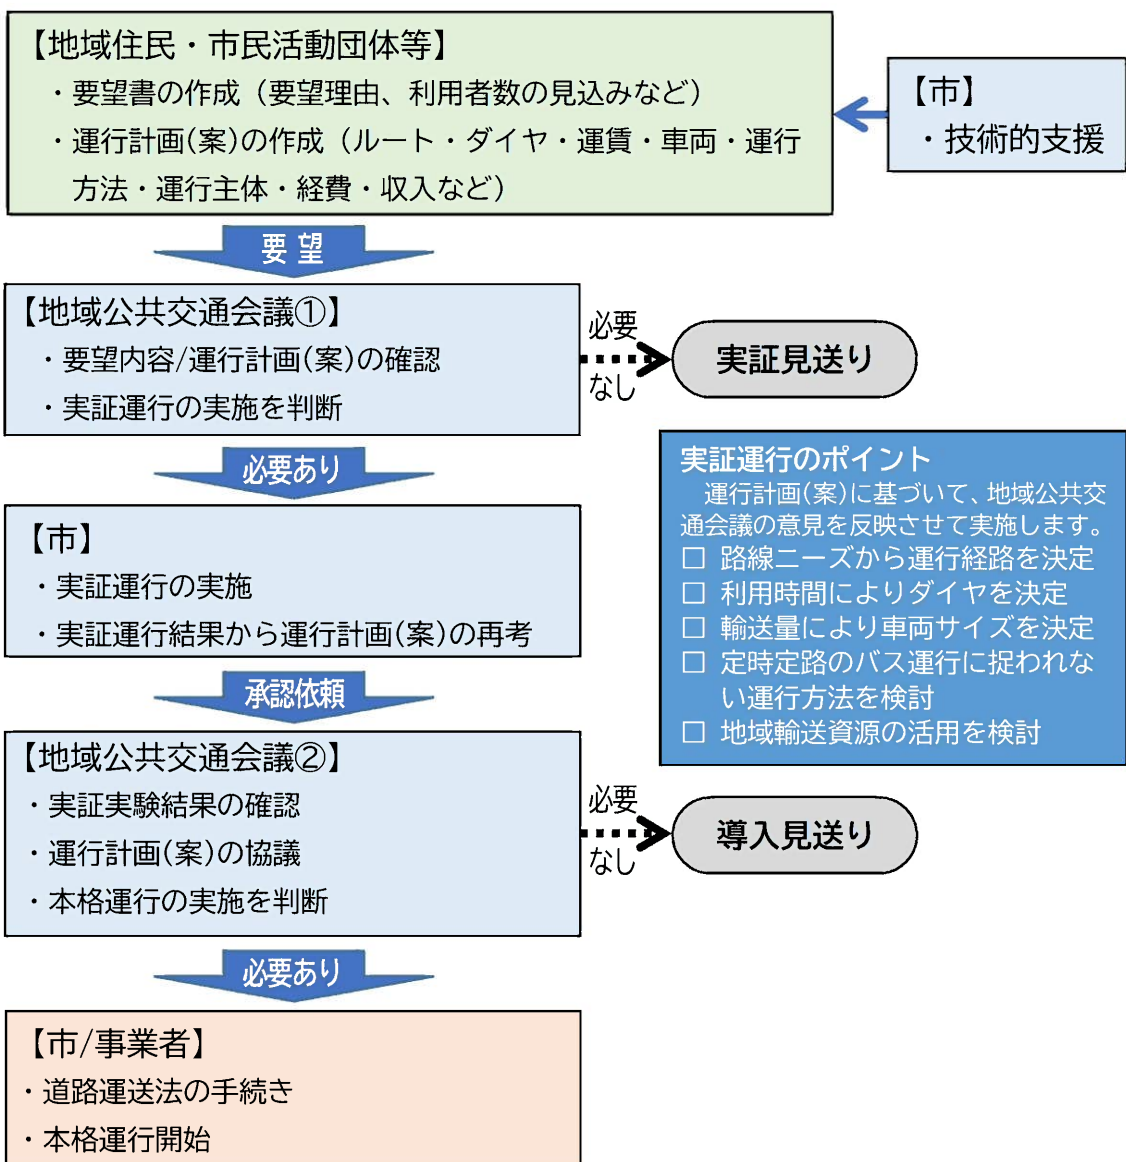 【地域住民・市民活動団体等】
・要望書の作成（要望理由、利用者数の見込みなど）
・運行計画(案)の作成（ルート・ダイヤ・運賃・車両・運行
方法・運行主体・経費・収入など）
【市】
・技術的支援
要 望
【地域公共交通会議①】
・要望内容/運行計画(案)の確認
・実証運行の実施を判断
必要
なし
実証見送り
必要あり
【市】
・実証運行の実施
・実証運行結果から運行計画(案)の再考
実証運行のポイント
運行計画(案)に基づいて、地域公共交
通会議の意見を反映させて実施します。
□ 路線ニーズから運行経路を決定
□ 利用時間によりダイヤを決定
□ 輸送量により車両サイズを決定
□ 定時定路のバス運行に捉われな
い運行方法を検討
□ 地域輸送資源の活用を検討
承認依頼
【地域公共交通会議②】
・実証実験結果の確認
・運行計画(案)の協議
・本格運行の実施を判断
必要
なし
導入見送り
必要あり
【市/事業者】
・道路運送法の手続き
・本格運行開始